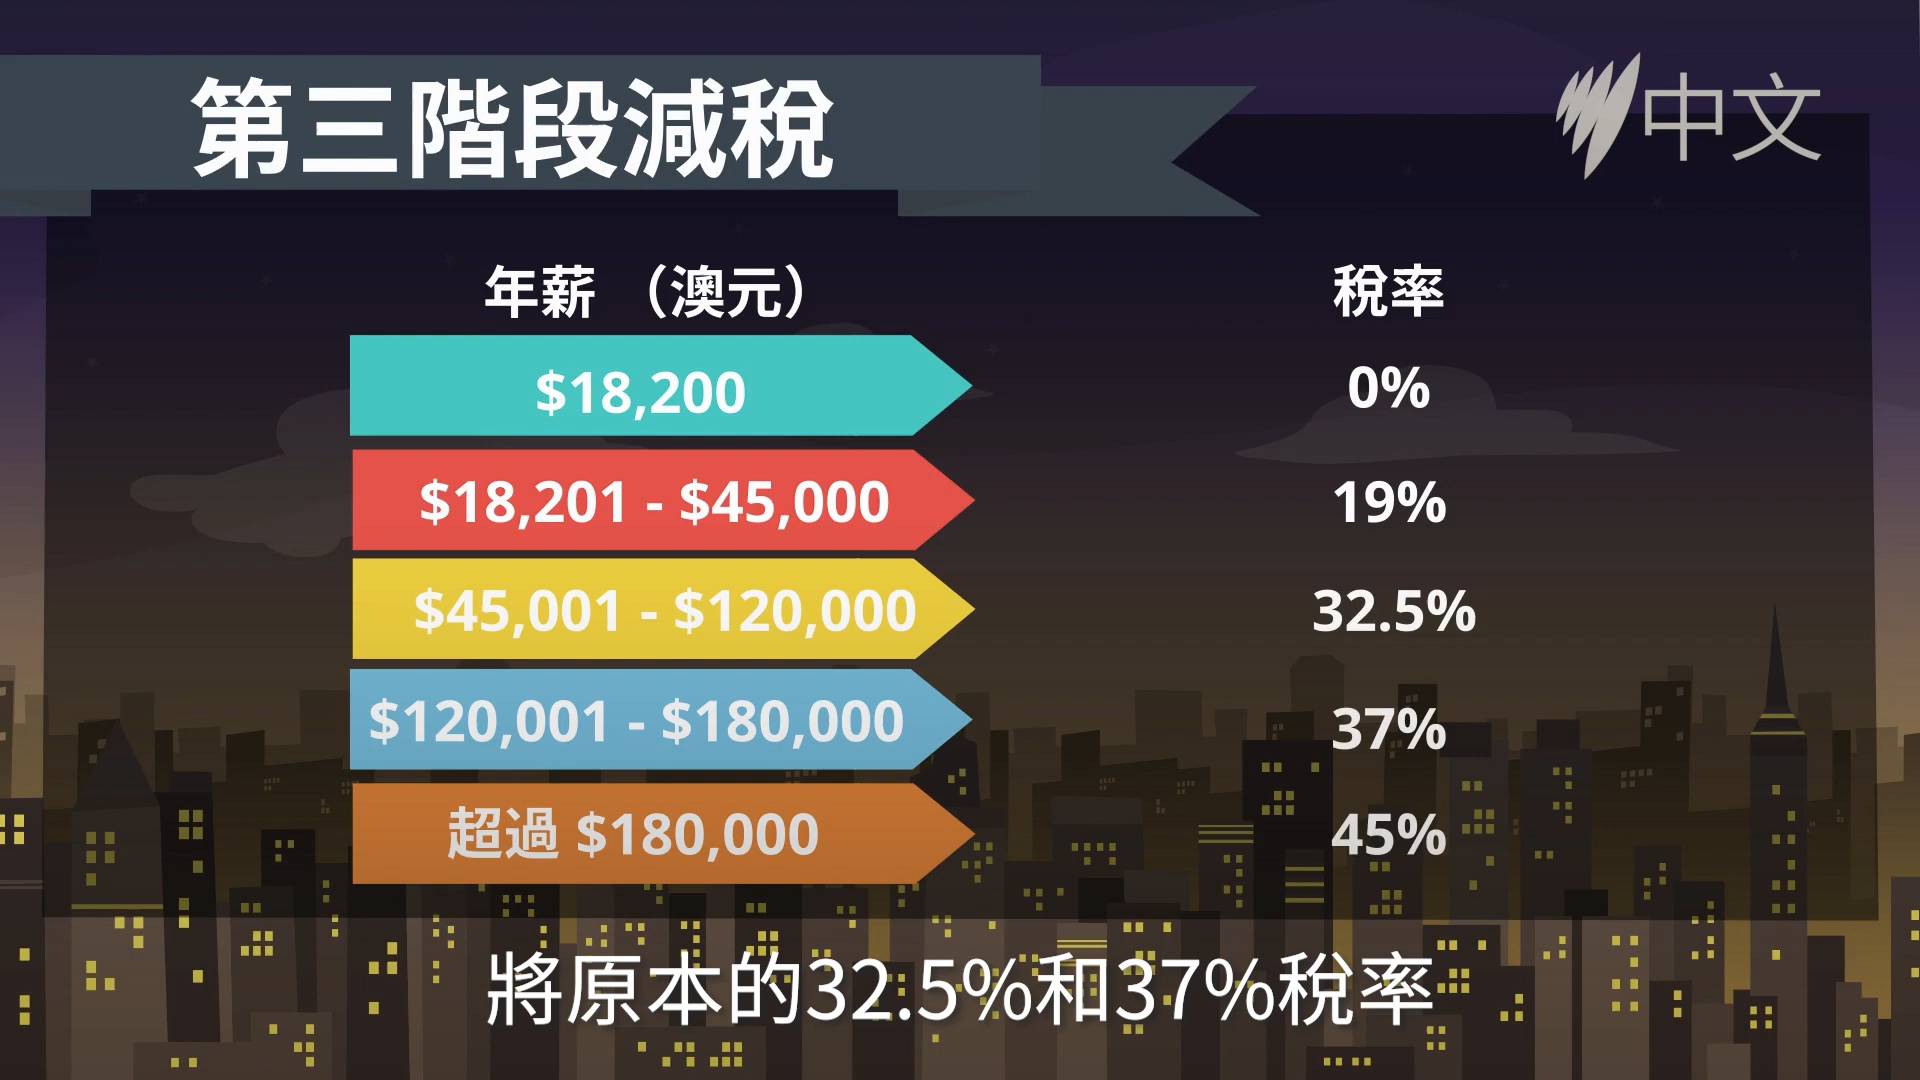 第三階段減稅
中文
年薪 （澳元） 稅率
$18,200 0%
$18,201 - $45,000 19%
$45,001 - $120,000 32.5%
$120,001 - $180,000 37%
超過 $180,000 45%
將原本的32.5%和37%稅率